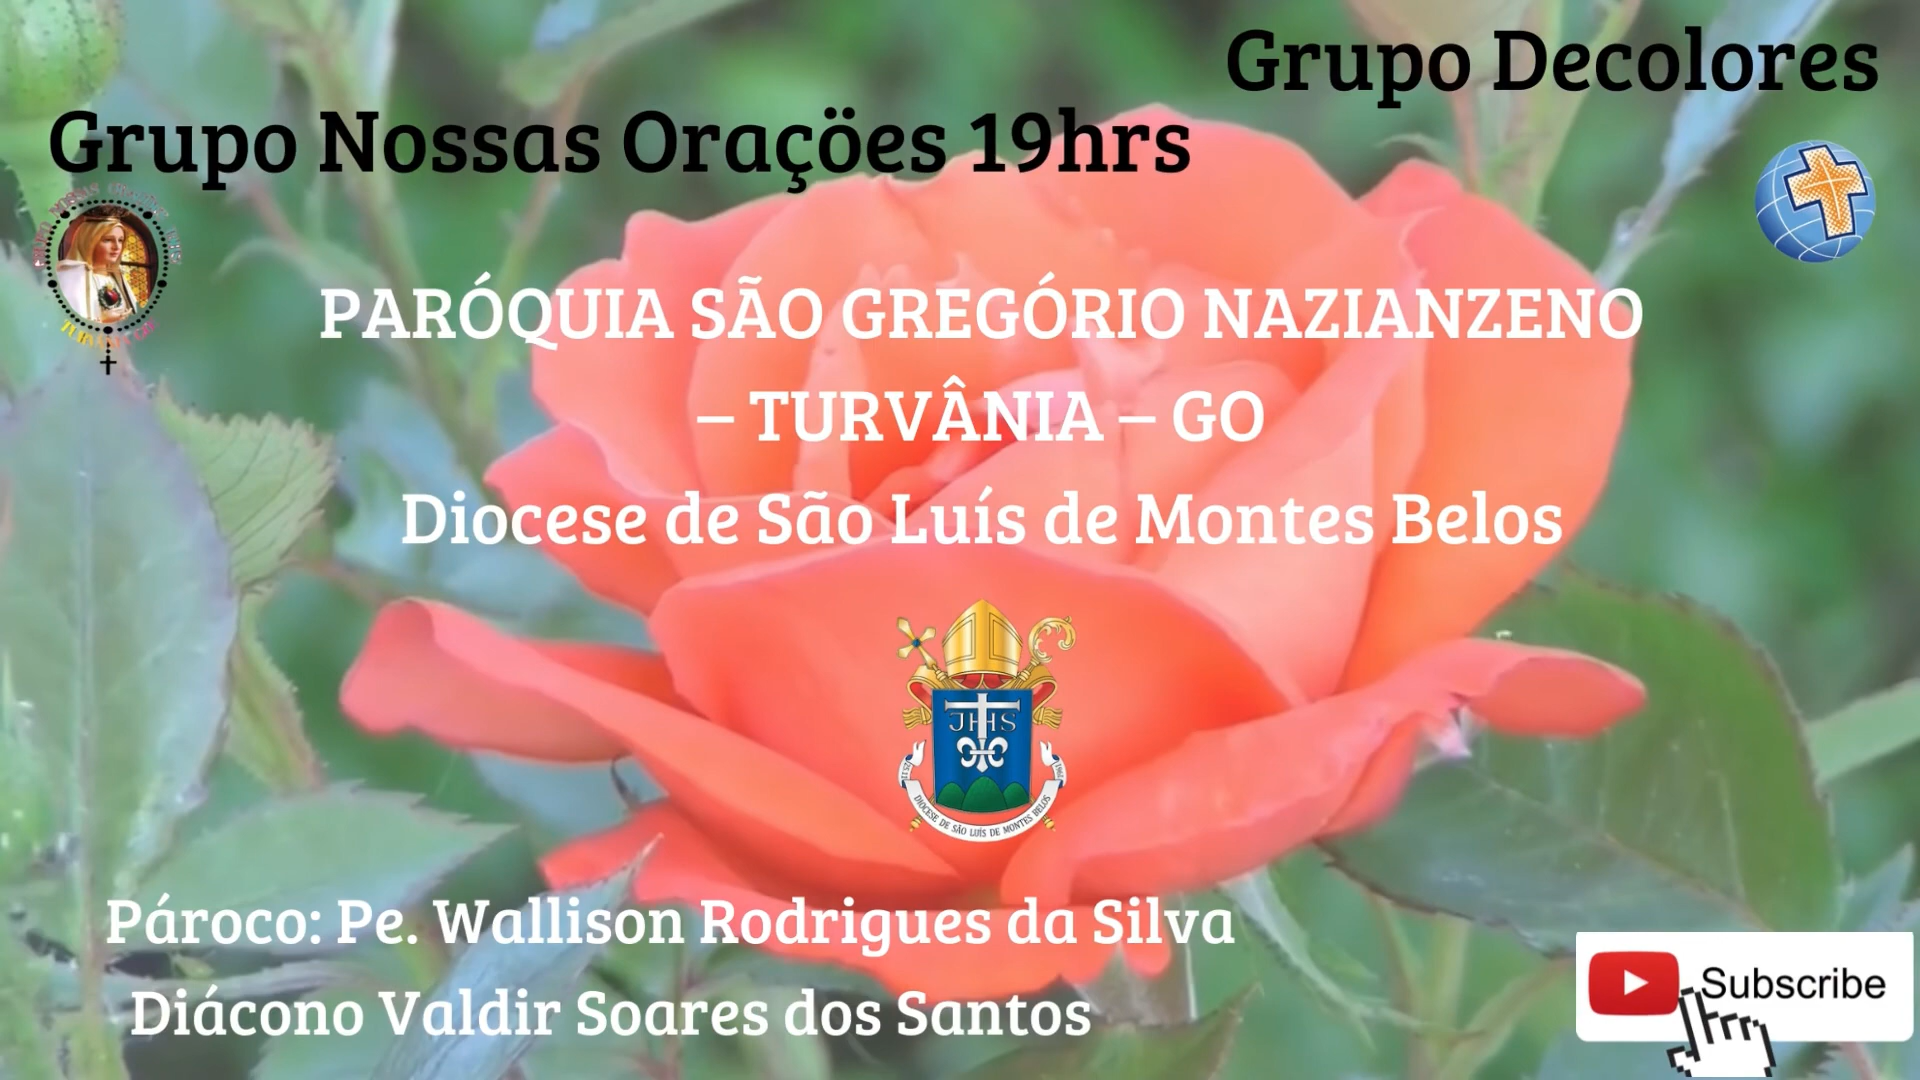 Grupo Decolores
Grupo Nossas Oraçöes 19hrs
PARÓQUIA SÃO GREGÓRIO NAZIANZENO
– TURVÂNIA – GO
Diocese de São Luís de Montes Belos
JHS
DIOCESE DE SÃO LUÍS DE MONTES BELOS
Pároco: Pe. Wallison Rodrigues da Silva
Diácono Valdir Soares dos Santos
Subscribe